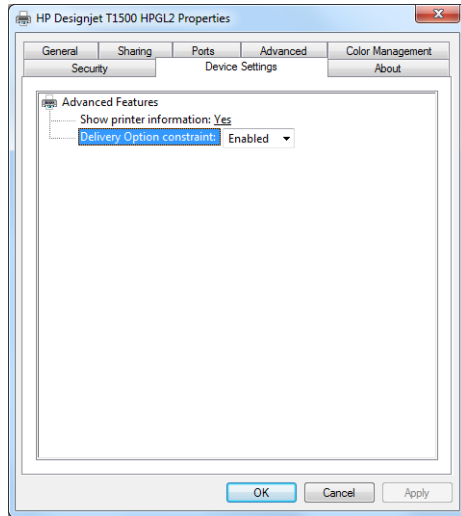 HP Designjet T1500 HPGL2 Properties
General Sharing Ports Advanced Color Management
Security Device Settings About
Advanced Features
Show printer information: Yes
Delivery Option constraint: Enabled
OK Cancel Apply